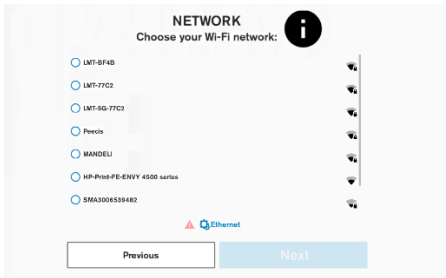 NETWORK
Choose your Wi-Fi network:
i
LMT-BF4B
LMT-77C2
LMT-5G-77C2
Peecis
MANDELI
HP-Print-FE-ENVY 4500 series
SMA3006539482
Ethernet
Previous
Next